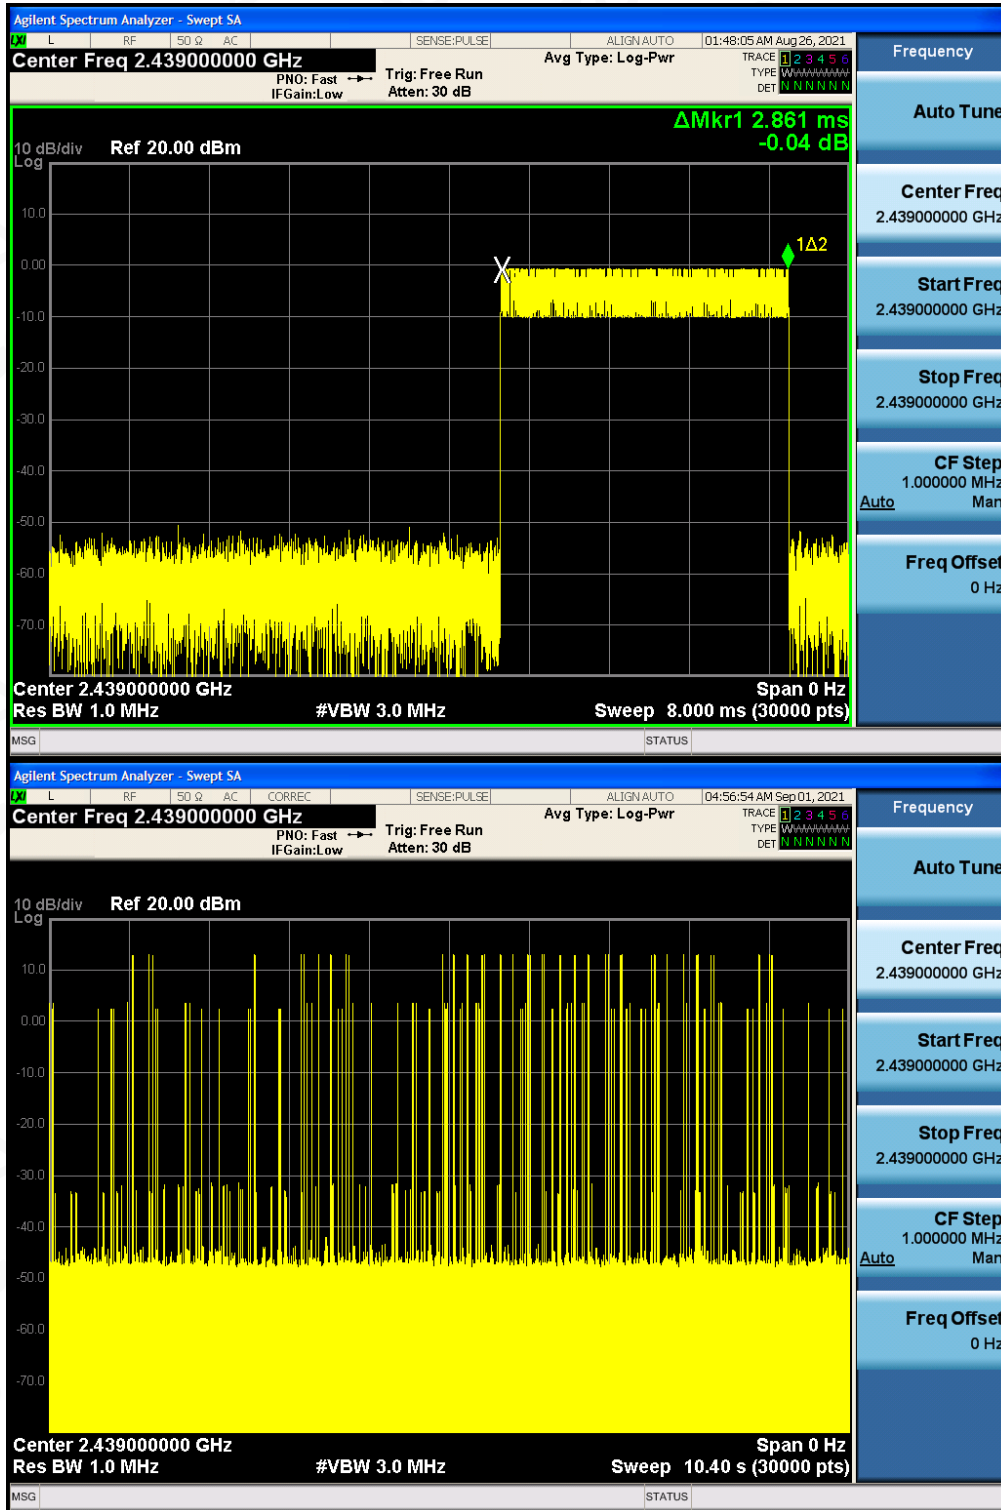 Agilent Spectrum Analyzer - Swept SA
LXI L RF 50 Ω AC SENSE:PULSE ALIGN AUTO 01:48:05 AM Aug 26, 2021
Center Freq 2.439000000 GHz
PNO: Fast
IFGain:Low
Trig: Free Run
Atten: 30 dB
Avg Type: Log-Pwr
TRACE 1 2 3 4 5 6
TYPE W
DET N N N N N N
ΔMkr1 2.861 ms
-0.04 dB
10 dB/div
Log
Ref 20.00 dBm
10.0
0.00
-10.0
-20.0
-30.0
-40.0
-50.0
-60.0
-70.0
X
1Δ2
Center 2.439000000 GHz
Span 0 Hz
Res BW 1.0 MHz
#VBW 3.0 MHz
Sweep 8.000 ms (30000 pts)
MSG
STATUS
Frequency
Auto Tune
Center Freq
2.439000000 GHz
Start Freq
2.439000000 GHz
Stop Freq
2.439000000 GHz
CF Step
1.000000 MHz
Auto Man
Freq Offset
0 Hz
Agilent Spectrum Analyzer - Swept SA
LXI L RF 50 Ω AC CORREC SENSE:PULSE ALIGN AUTO 04:56:54 AM Sep 01, 2021
Center Freq 2.439000000 GHz
PNO: Fast
IFGain:Low
Trig: Free Run
Atten: 30 dB
Avg Type: Log-Pwr
TRACE 1 2 3 4 5 6
TYPE W
DET N N N N N N
10 dB/div
Log
Ref 20.00 dBm
10.0
0.00
-10.0
-20.0
-30.0
-40.0
-50.0
-60.0
-70.0
Center 2.439000000 GHz
Span 0 Hz
Res BW 1.0 MHz
#VBW 3.0 MHz
Sweep 10.40 s (30000 pts)
MSG
STATUS
Frequency
Auto Tune
Center Freq
2.439000000 GHz
Start Freq
2.439000000 GHz
Stop Freq
2.439000000 GHz
CF Step
1.000000 MHz
Auto Man
Freq Offset
0 Hz